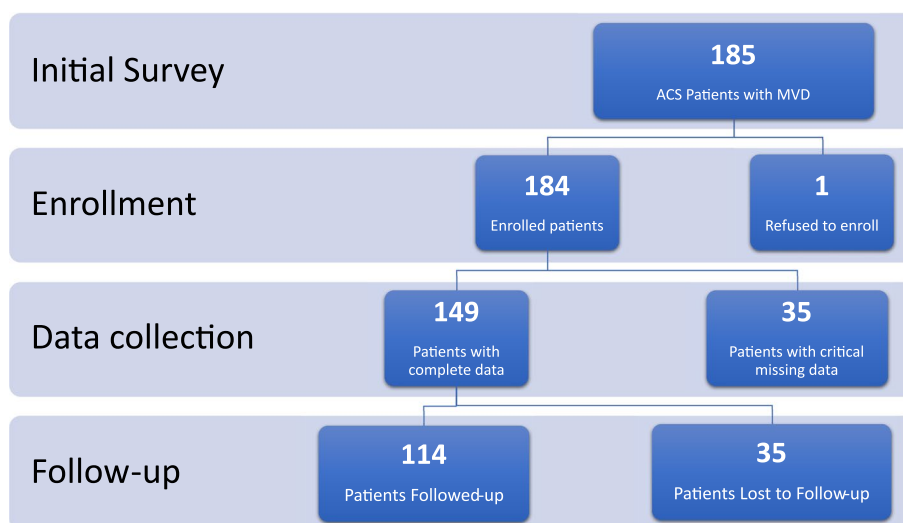 Initial Survey
185
ACS Patients with MVD
Enrollment
184
Enrolled patients
1
Refused to enroll
Data collection
149
Patients with
complete data
35
Patients with critical
missing data
Follow-up
114
Patients Followed-up
35
Patients Lost to Follow-up